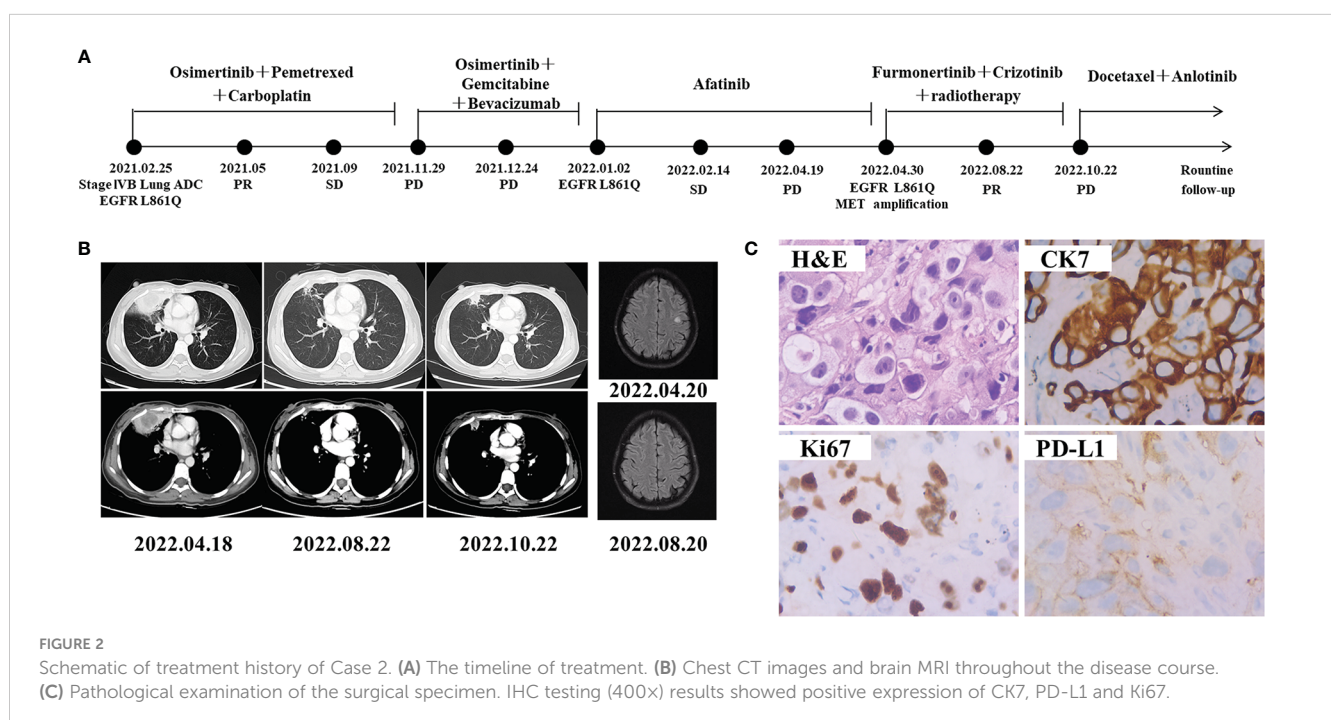 A
Osimertinib＋Pemetrexed
＋Carboplatin
Osimertinib＋
Gemcitabine
＋Bevacizumab
Afatinib
Furmonertinib＋Crizotinib
＋radiotherapy
Docetaxel＋Anlotinib
2021.02.25
Stage IVB Lung ADC
EGFR L861Q
2021.05
PR
2021.09
SD
2021.11.29
PD
2021.12.24
PD
2022.01.02
EGFR L861Q
2022.02.14
SD
2022.04.19
PD
2022.04.30
EGFR L861Q
MET amplification
2022.08.22
PR
2022.10.22
PD
Rountine
follow-up
B
2022.04.18
2022.08.22
2022.10.22
2022.04.20
2022.08.20
C
H&E
CK7
Ki67
PD-L1
FIGURE 2
Schematic of treatment history of Case 2. (A) The timeline of treatment. (B) Chest CT images and brain MRI throughout the disease course.
(C) Pathological examination of the surgical specimen. IHC testing (400×) results showed positive expression of CK7, PD-L1 and Ki67.